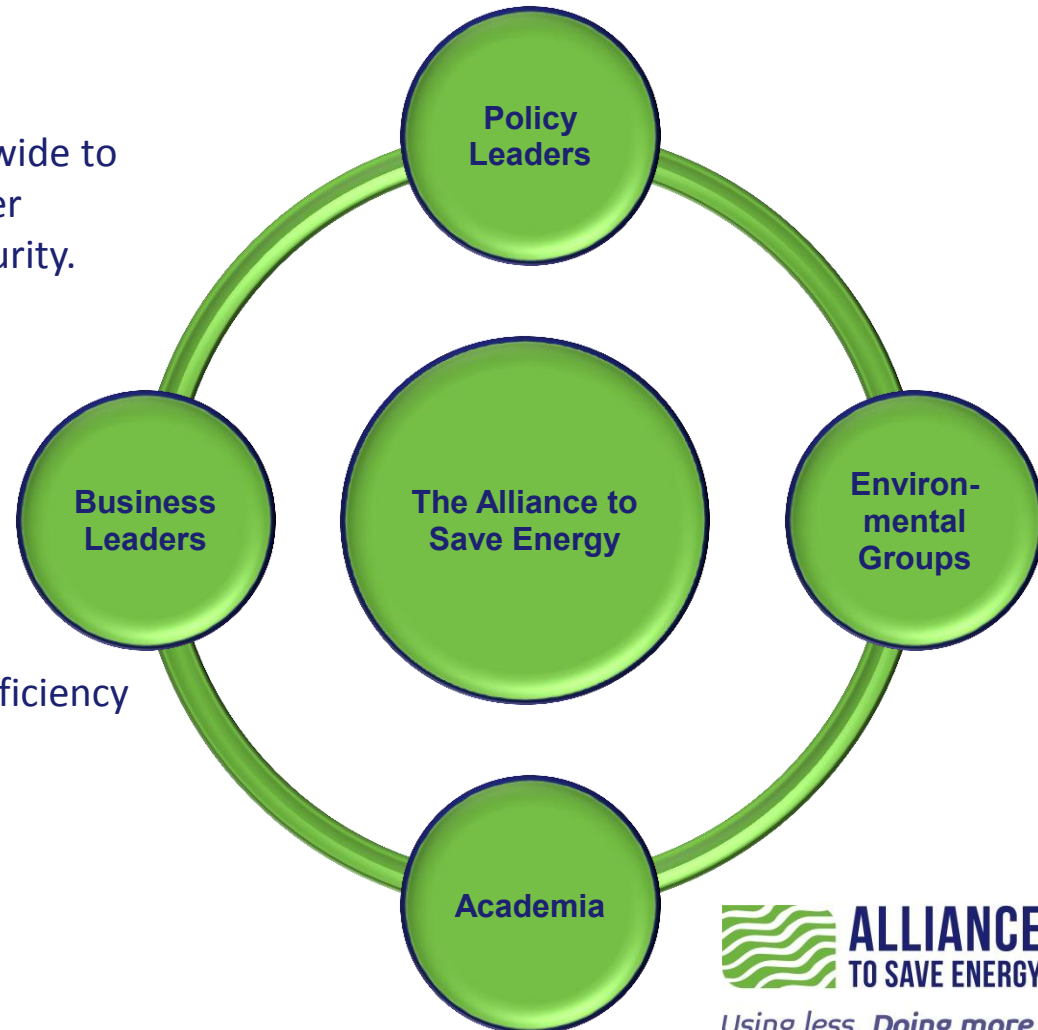 Policy
Leaders
wide to
er
urity.
Business
Leaders
The Alliance to
Save Energy
Environ-
mental
Groups
ficiency
Academia
ALLIANCE
TO SAVE ENERGY
Using less. Doing more